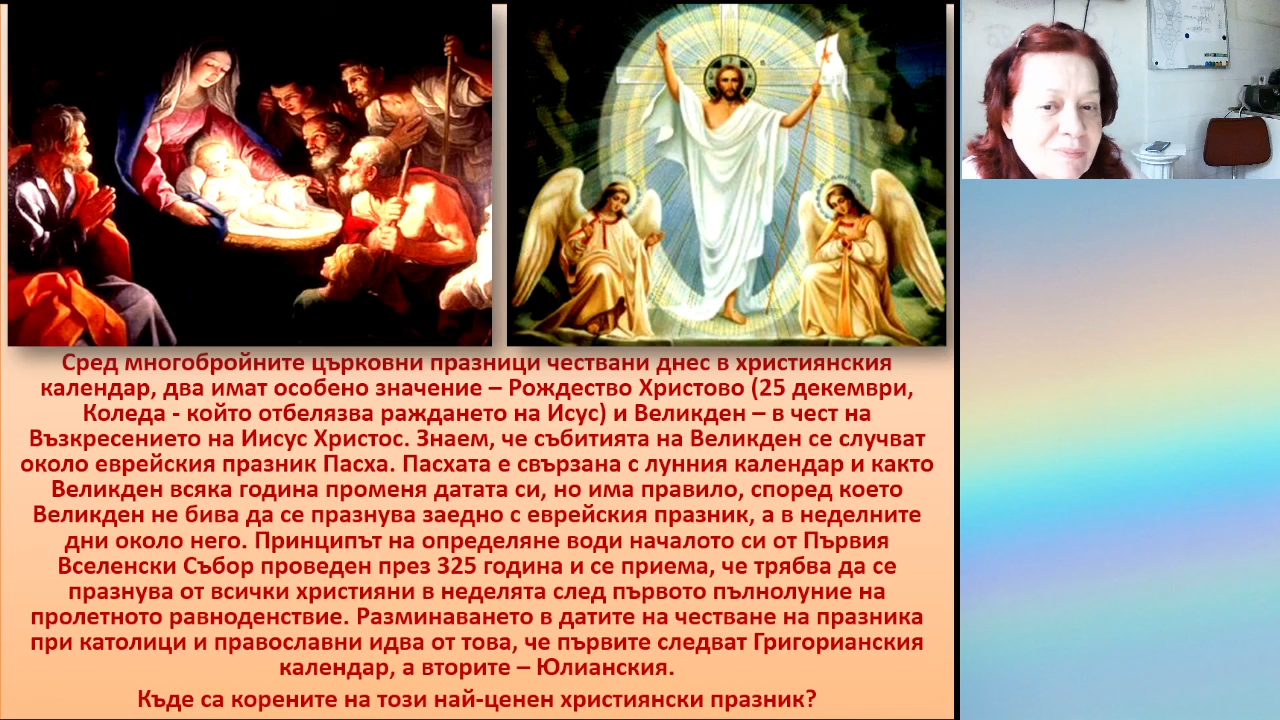 Сред многобройните църковни празници чествани днес в християнския
календар, два имат особено значение – Рождество Христово (25 декември,
Коледа - който отбелязва раждането на Исус) и Великден – в чест на
Възкресението на Иисус Христос. Знаем, че събитията на Великден се случват
около еврейския празник Пасха. Пасхата е свързана с лунния календар и както
Великден всяка година променя датата си, но има правило, според което
Великден не бива да се празнува заедно с еврейския празник, а в неделните
дни около него. Принципът на определяне води началото си от Първия
Вселенски Събор проведен през 325 година и се приема, че трябва да се
празнува от всички християни в неделята след първото пълнолуние на
пролетното равноденствие. Разминаването в датите на честване на празника
при католици и православни идва от това, че първите следват Григорианския
календар, а вторите – Юлианския.
Къде са корените на този най-ценен християнски празник?